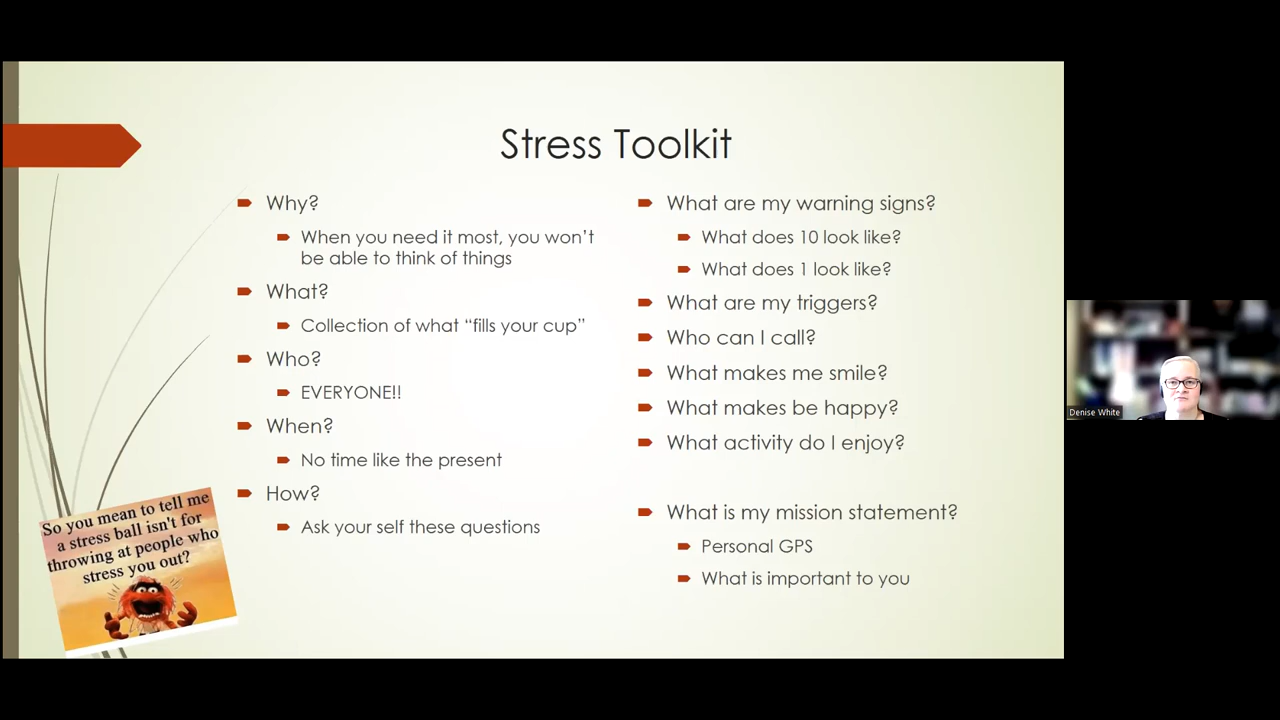 Stress Toolkit
Why?
When you need it most, you won't
be able to think of things
What?
Collection of what “fills your cup”
Who?
EVERYONE!!
When?
No time like the present
How?
Ask your self these questions
What are my warning signs?
What does 10 look like?
What does 1 look like?
What are my triggers?
Who can I call?
What makes me smile?
What makes be happy?
What activity do I enjoy?
What is my mission statement?
Personal GPS
What is important to you
So you mean to tell me
a stress ball isn't for
throwing at people who
stress you out?
Denise White